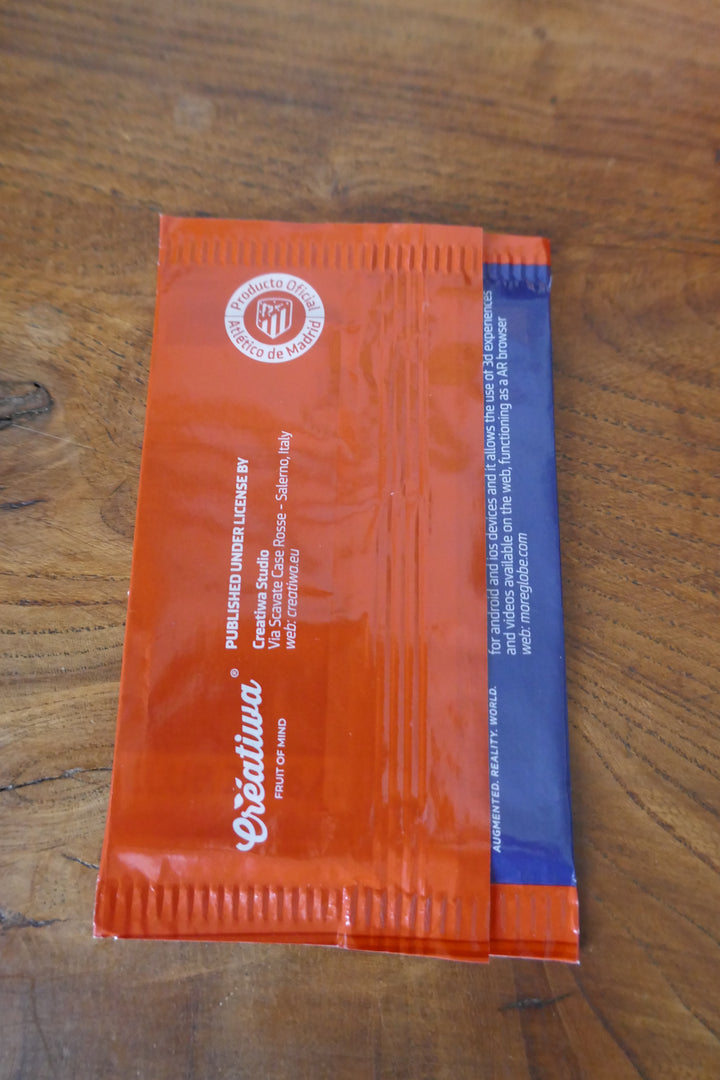 Producto Oficial
Atlético de Madrid
PUBLISHED UNDER LICENSE BY
Creatiwa Studio
Via Scavate Case Rosse - Salerno, Italy
web: creatiwa.eu
Creatiwa®
FRUIT OF MIND
for android and ios devices and it allows the use of 3d experiences
and videos available on the web, functioning as a AR browser
web: moreglobe.com
AUGMENTED. REALITY. WORLD.